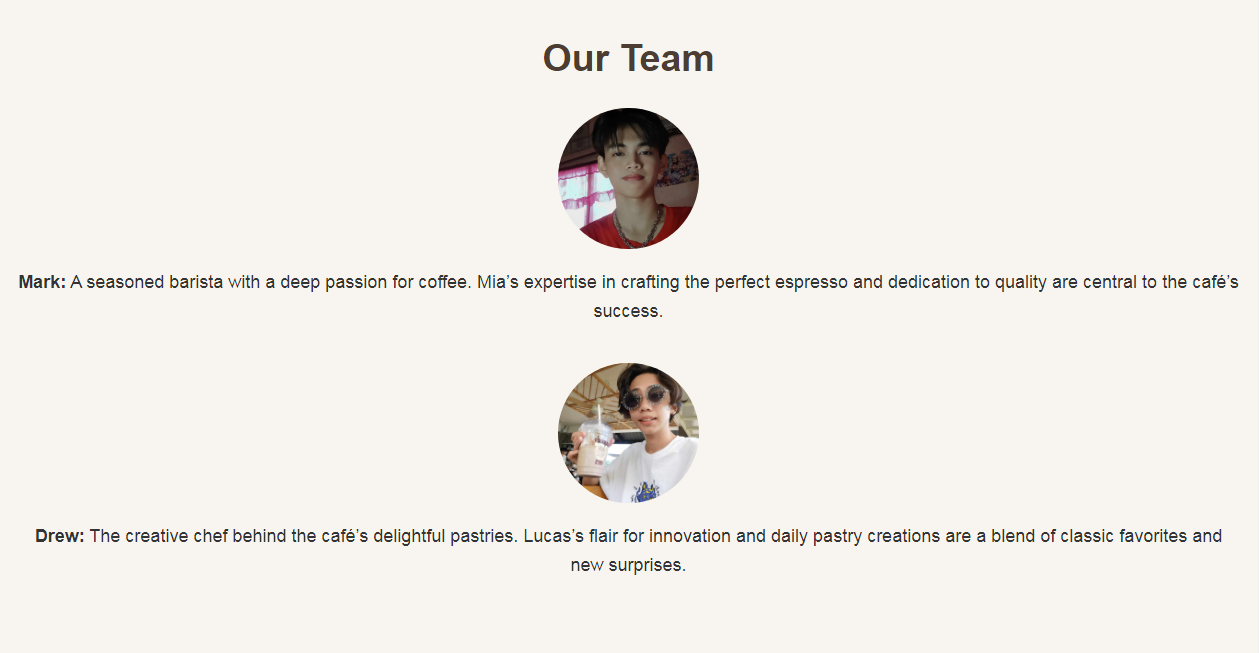 Our Team
Mark: A seasoned barista with a deep passion for coffee. Mia’s expertise in crafting the perfect espresso and dedication to quality are central to the café’s
success.
Drew: The creative chef behind the café’s delightful pastries. Lucas’s flair for innovation and daily pastry creations are a blend of classic favorites and
new surprises.